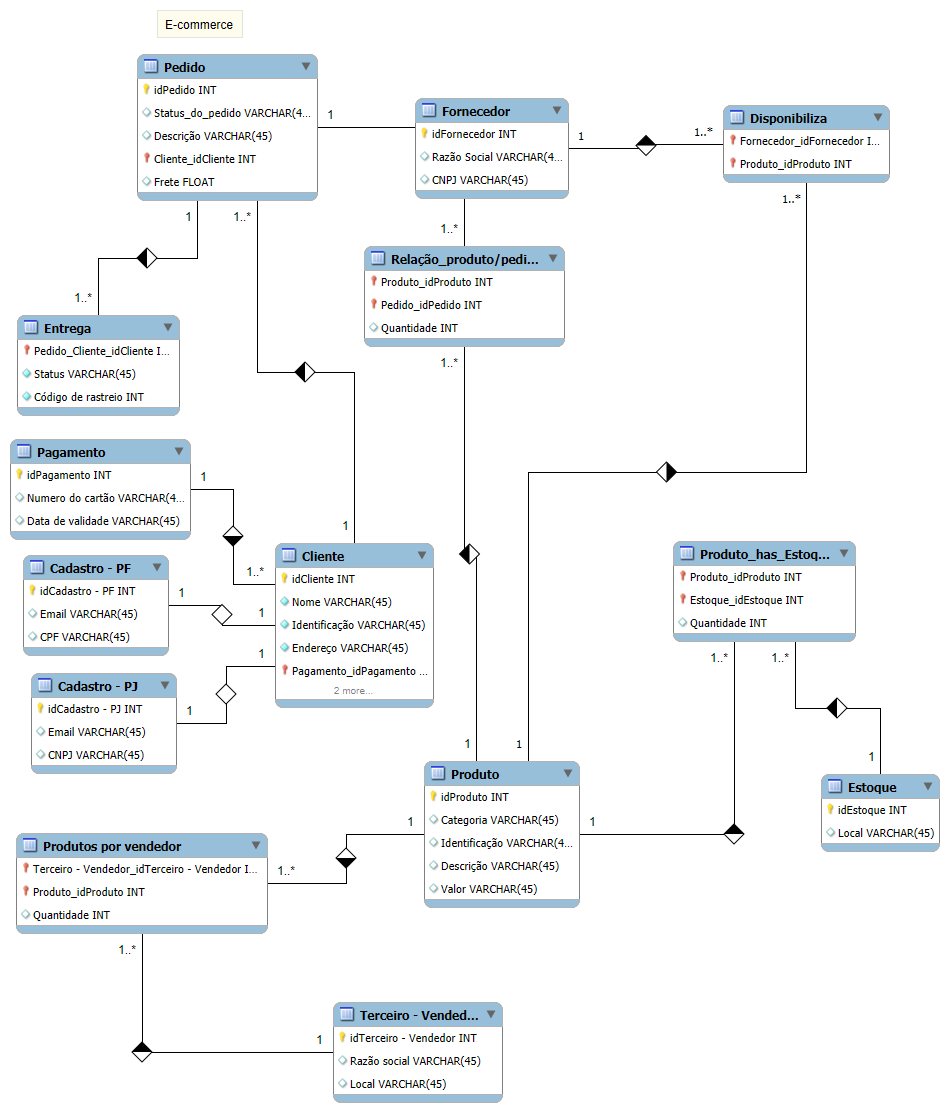 E-commerce
Pedido
idPedido INT
Status_do_pedido VARCHAR(4...
Descrição VARCHAR(45)
Cliente_idCliente INT
Frete FLOAT
1
1
1..*
Fornecedor
idFornecedor INT
Razão Social VARCHAR(4...
CNPJ VARCHAR(45)
1
1..*
1..*
Disponibiliza
Fornecedor_idFornecedor I...
Produto_idProduto INT
1..*
Relação_produto/pedi...
Produto_idProduto INT
Pedido_idPedido INT
Quantidade INT
1..*
1..*
Entrega
Pedido_Cliente_idCliente I...
Status VARCHAR(45)
Código de rastreio INT
Pagamento
idPagamento INT
Numero do cartão VARCHAR(4...
Data de validade VARCHAR(45)
1
1..*
1
Cadastro - PF
idCadastro - PF INT
Email VARCHAR(45)
CPF VARCHAR(45)
1
1
Cliente
idCliente INT
Nome VARCHAR(45)
Identificação VARCHAR(45)
Endereço VARCHAR(45)
Pagamento_idPagamento ...
2 more...
1
Cadastro - PJ
idCadastro - PJ INT
Email VARCHAR(45)
CNPJ VARCHAR(45)
1
Produto_has_Estoq...
Produto_idProduto INT
Estoque_idEstoque INT
Quantidade INT
1..*
1..*
1
1
1
Produto
idProduto INT
Categoria VARCHAR(45)
Identificação VARCHAR(4...
Descrição VARCHAR(45)
Valor VARCHAR(45)
1
1
Estoque
idEstoque INT
Local VARCHAR(45)
Produtos por vendedor
Terceiro - Vendedor_idTerceiro - Vendedor I...
Produto_idProduto INT
Quantidade INT
1..*
1..*
1
Terceiro - Vended...
idTerceiro - Vendedor INT
Razão social VARCHAR(45)
Local VARCHAR(45)